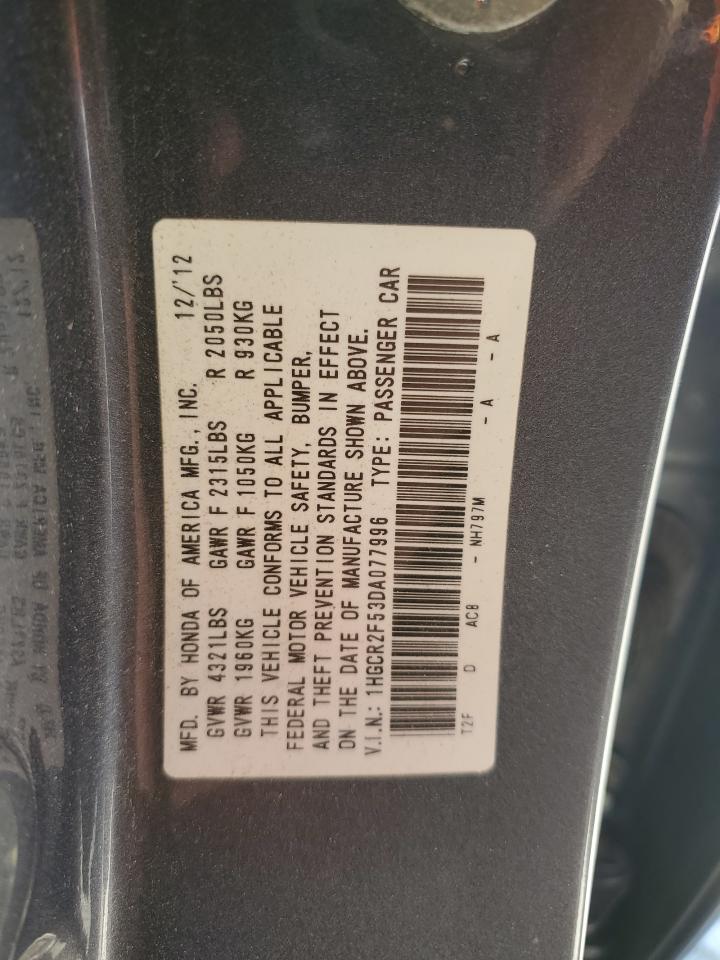 MFD. BY HONDA OF AMERICA MFG., INC. 12/'12
GVWR 4321LBS GAWR F 2315LBS R 2050LBS
GVWR 1960KG GAWR F 1050KG R 930KG
THIS VEHICLE CONFORMS TO ALL APPLICABLE
FEDERAL MOTOR VEHICLE SAFETY, BUMPER,
AND THEFT PREVENTION STANDARDS IN EFFECT
ON THE DATE OF MANUFACTURE SHOWN ABOVE.
V.I.N.: 1HGCR2F53DA077996 TYPE: PASSENGER CAR
T2F D AC8 - NH797M - A - A